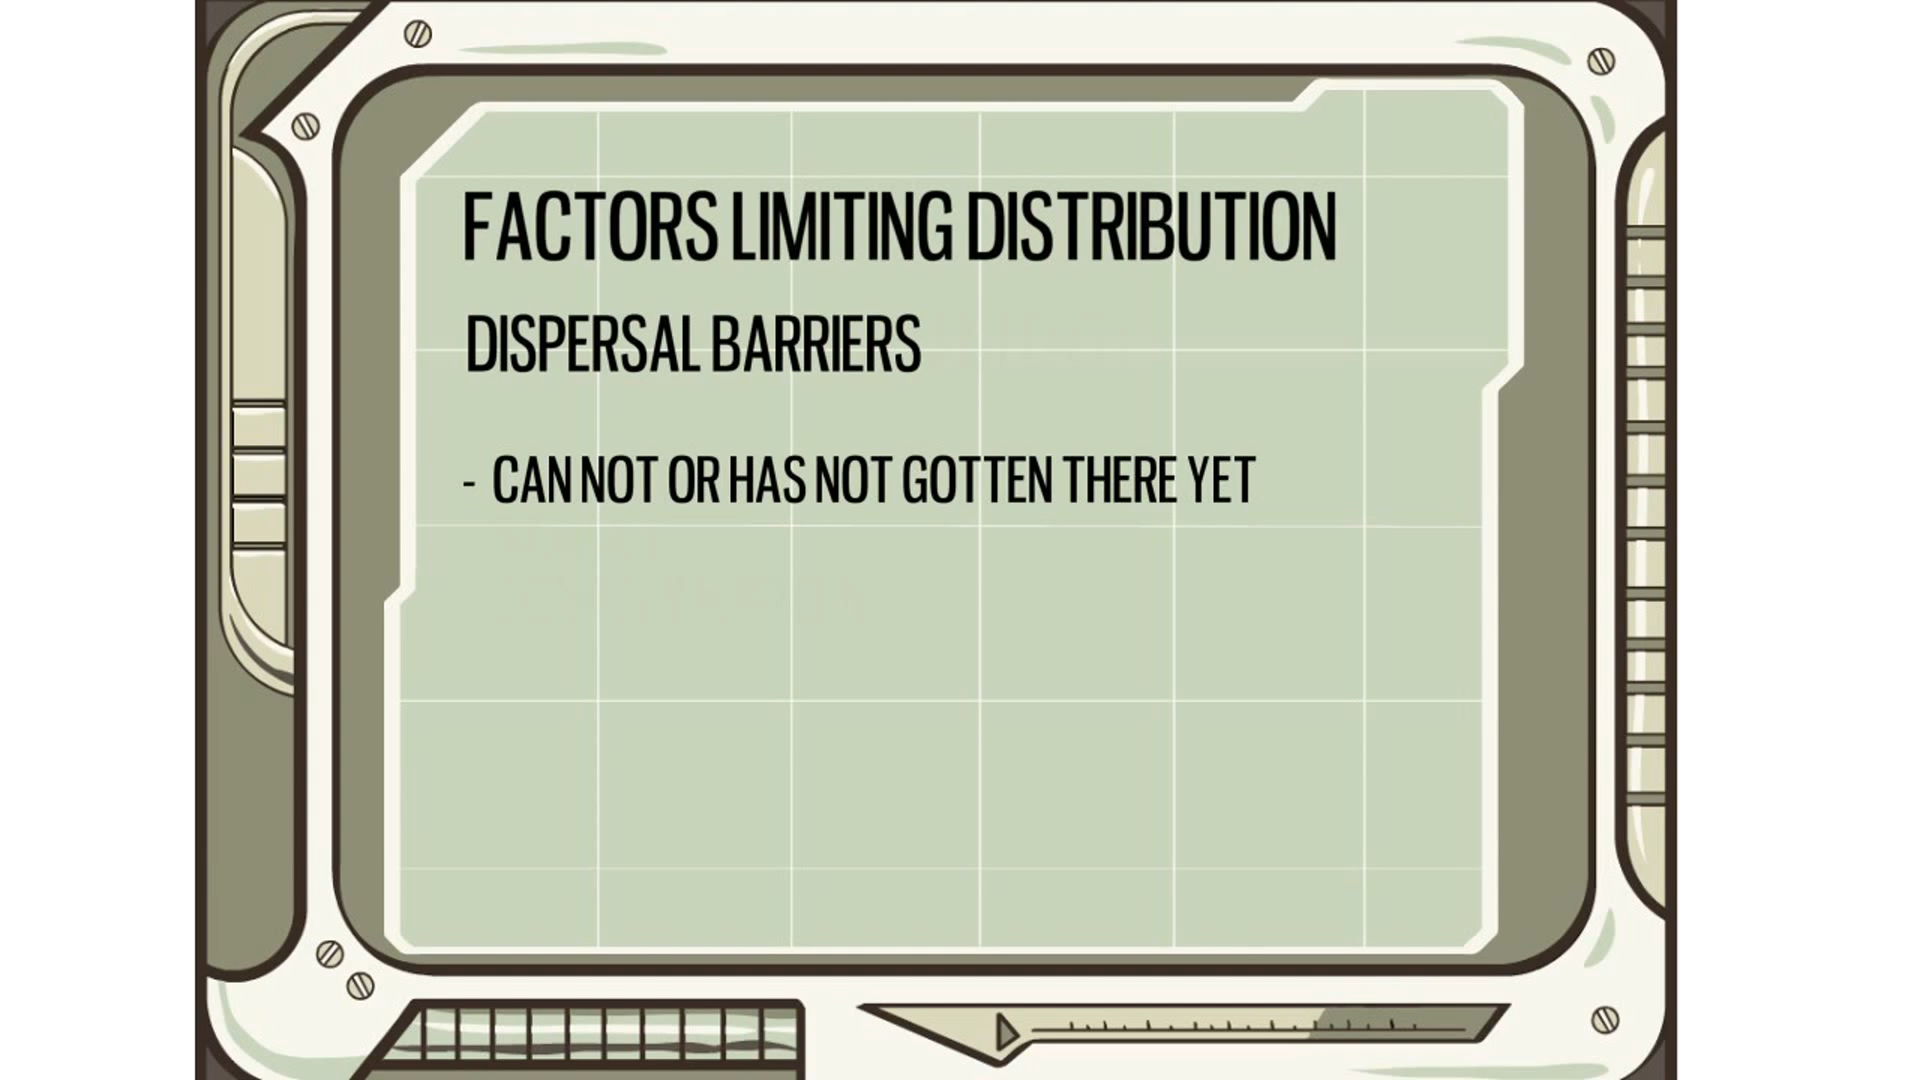 FACTORS LIMITING DISTRIBUTION
DISPERSAL BARRIERS
- CAN NOT OR HAS NOT GOTTEN THERE YET